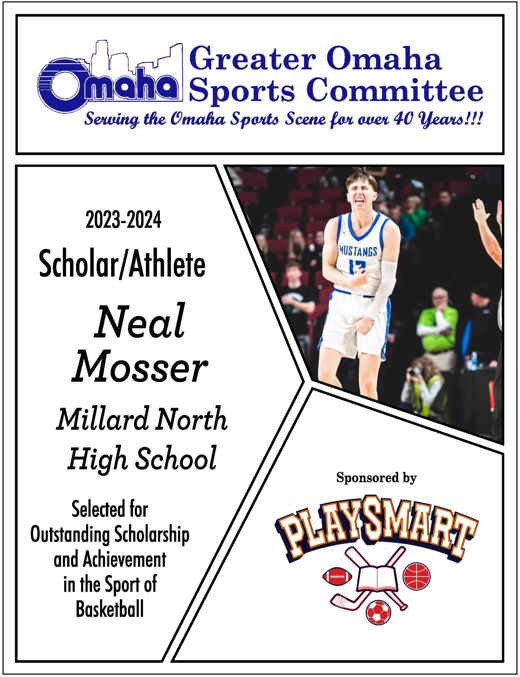 Omaha
Greater Omaha
Sports Committee
Serving the Omaha Sports Scene for over 40 Years!!!
2023-2024
Scholar/Athlete
Neal
Mosser
Millard North
High School
Selected for
Outstanding Scholarship
and Achievement
in the Sport of
Basketball
MUSTANGS
Sponsored by
PLAYSMART